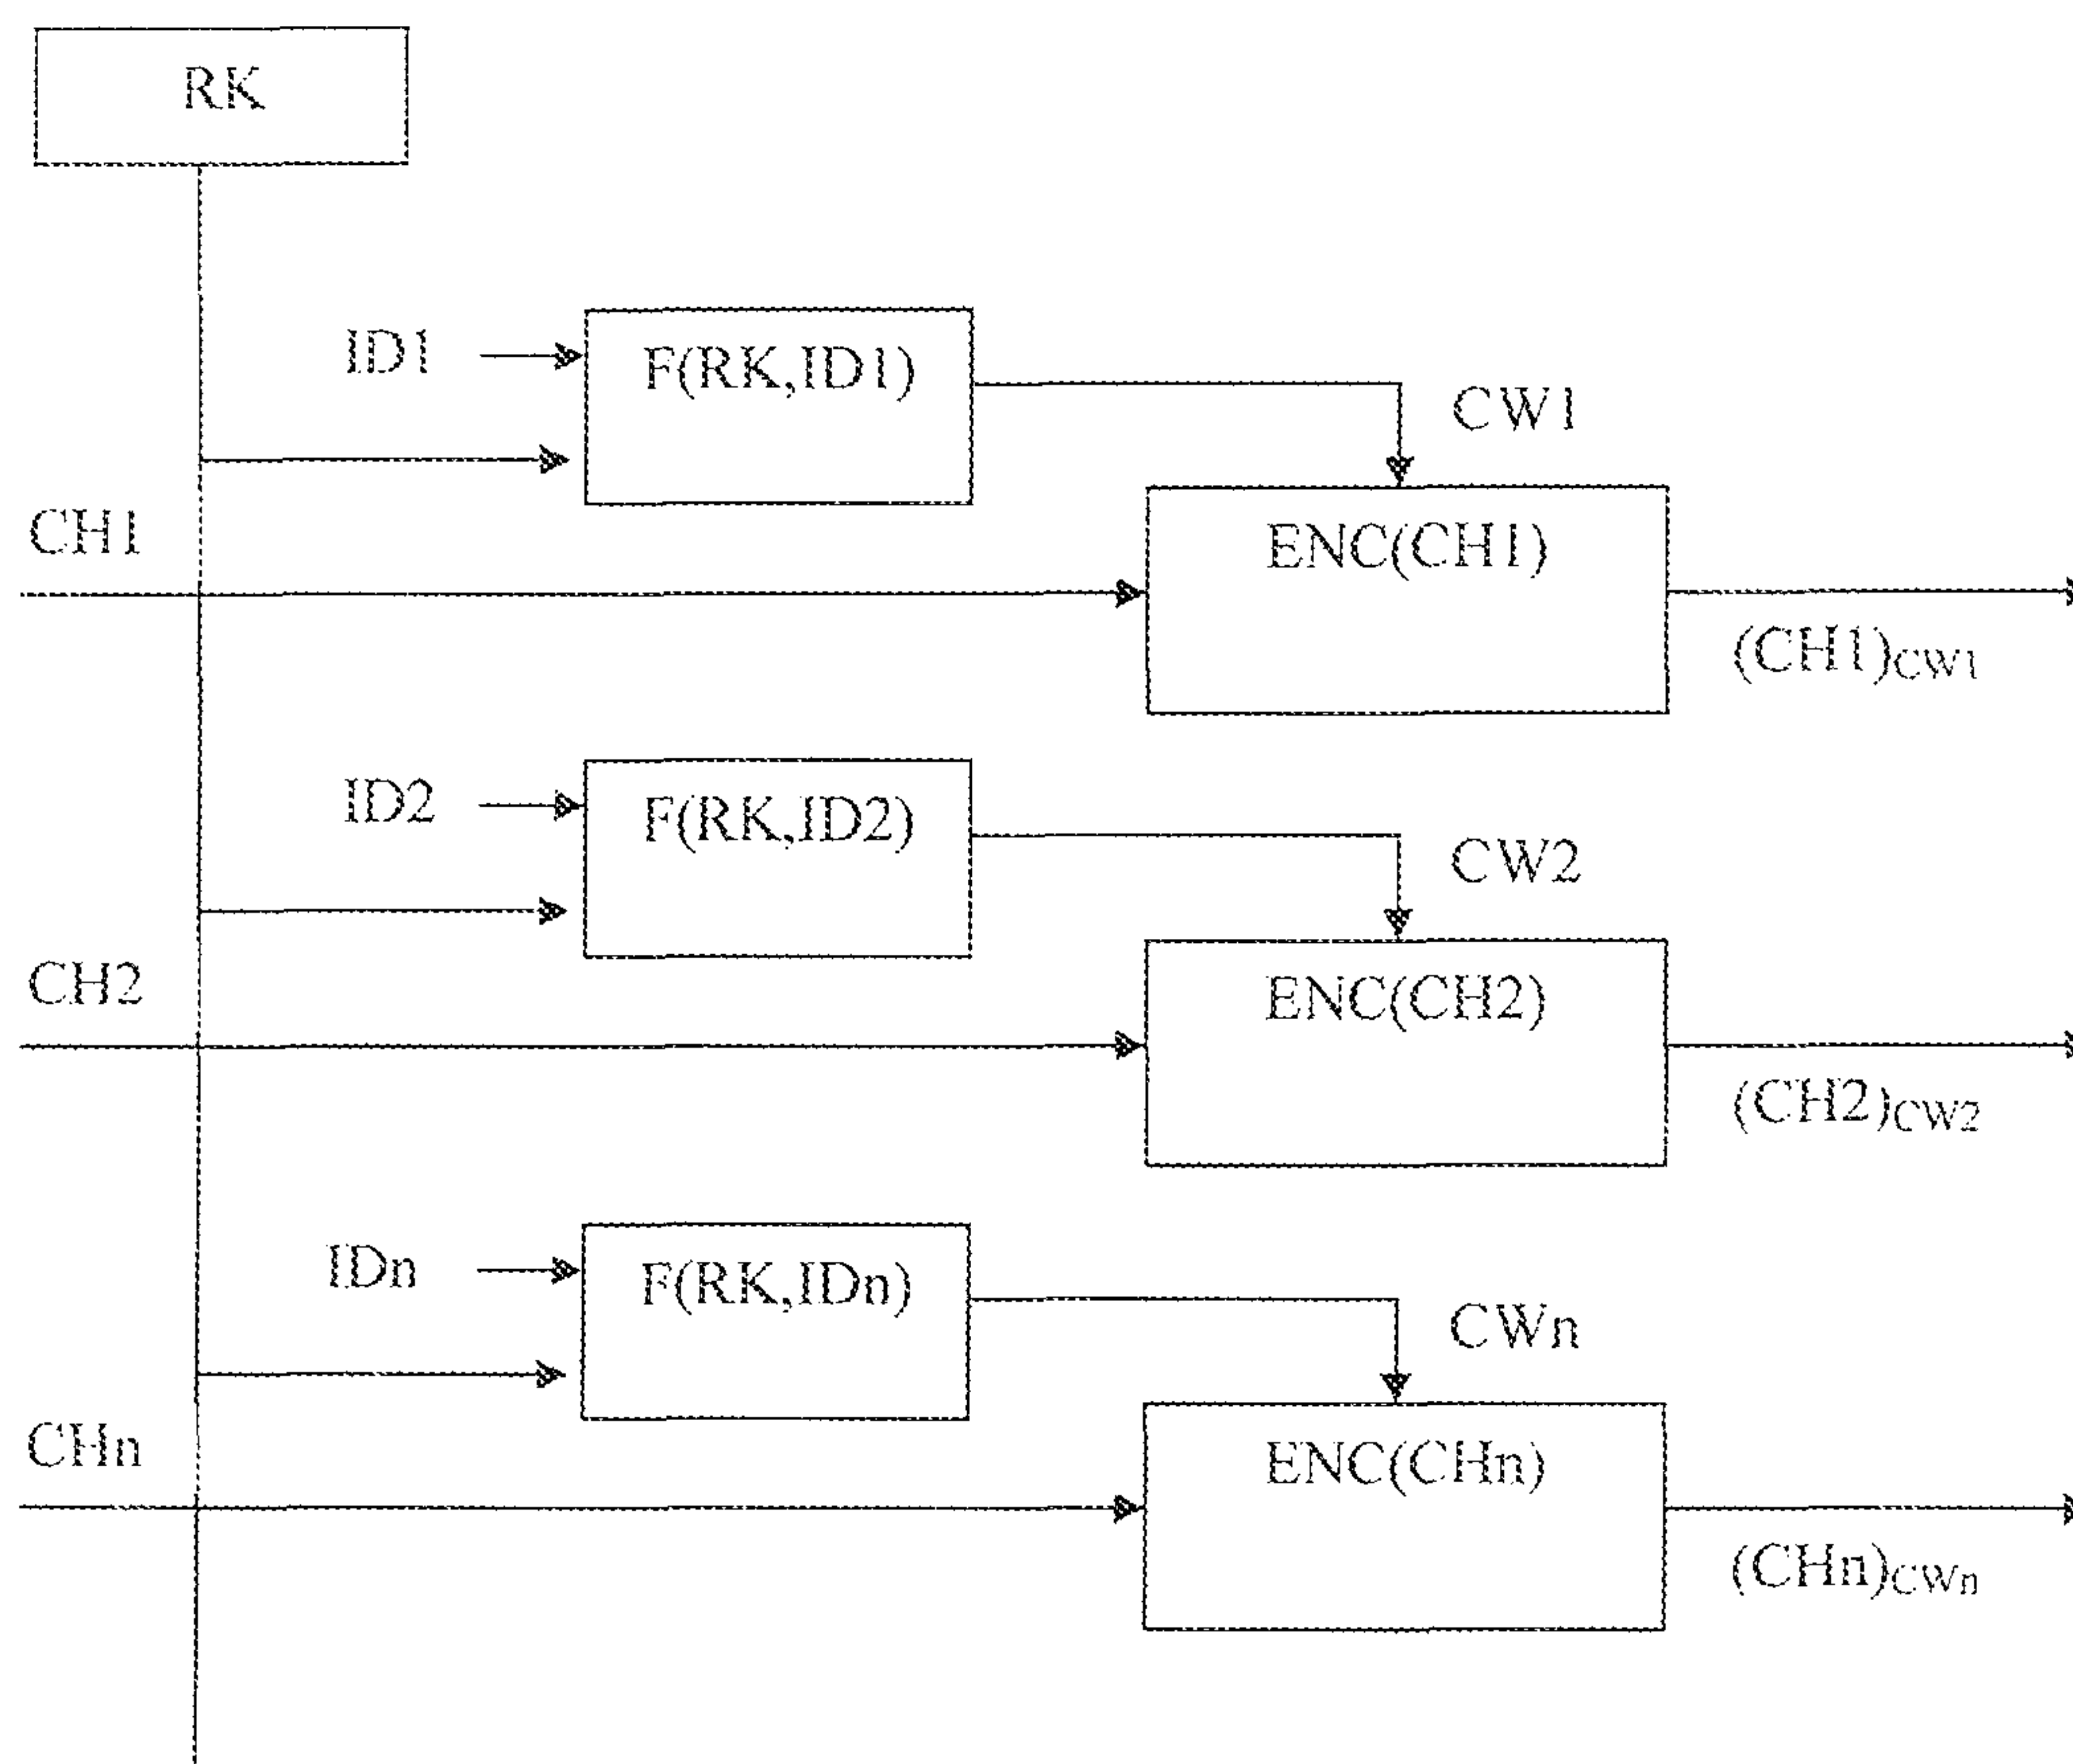 RK
ID1
F(RK,ID1)
CW1
CH1
ENC(CH1)
(CH1)CW1
ID2
F(RK,ID2)
CW2
CH2
ENC(CH2)
(CH2)CW2
IDn
F(RK,IDn)
CWn
CHn
ENC(CHn)
(CHn)CWn